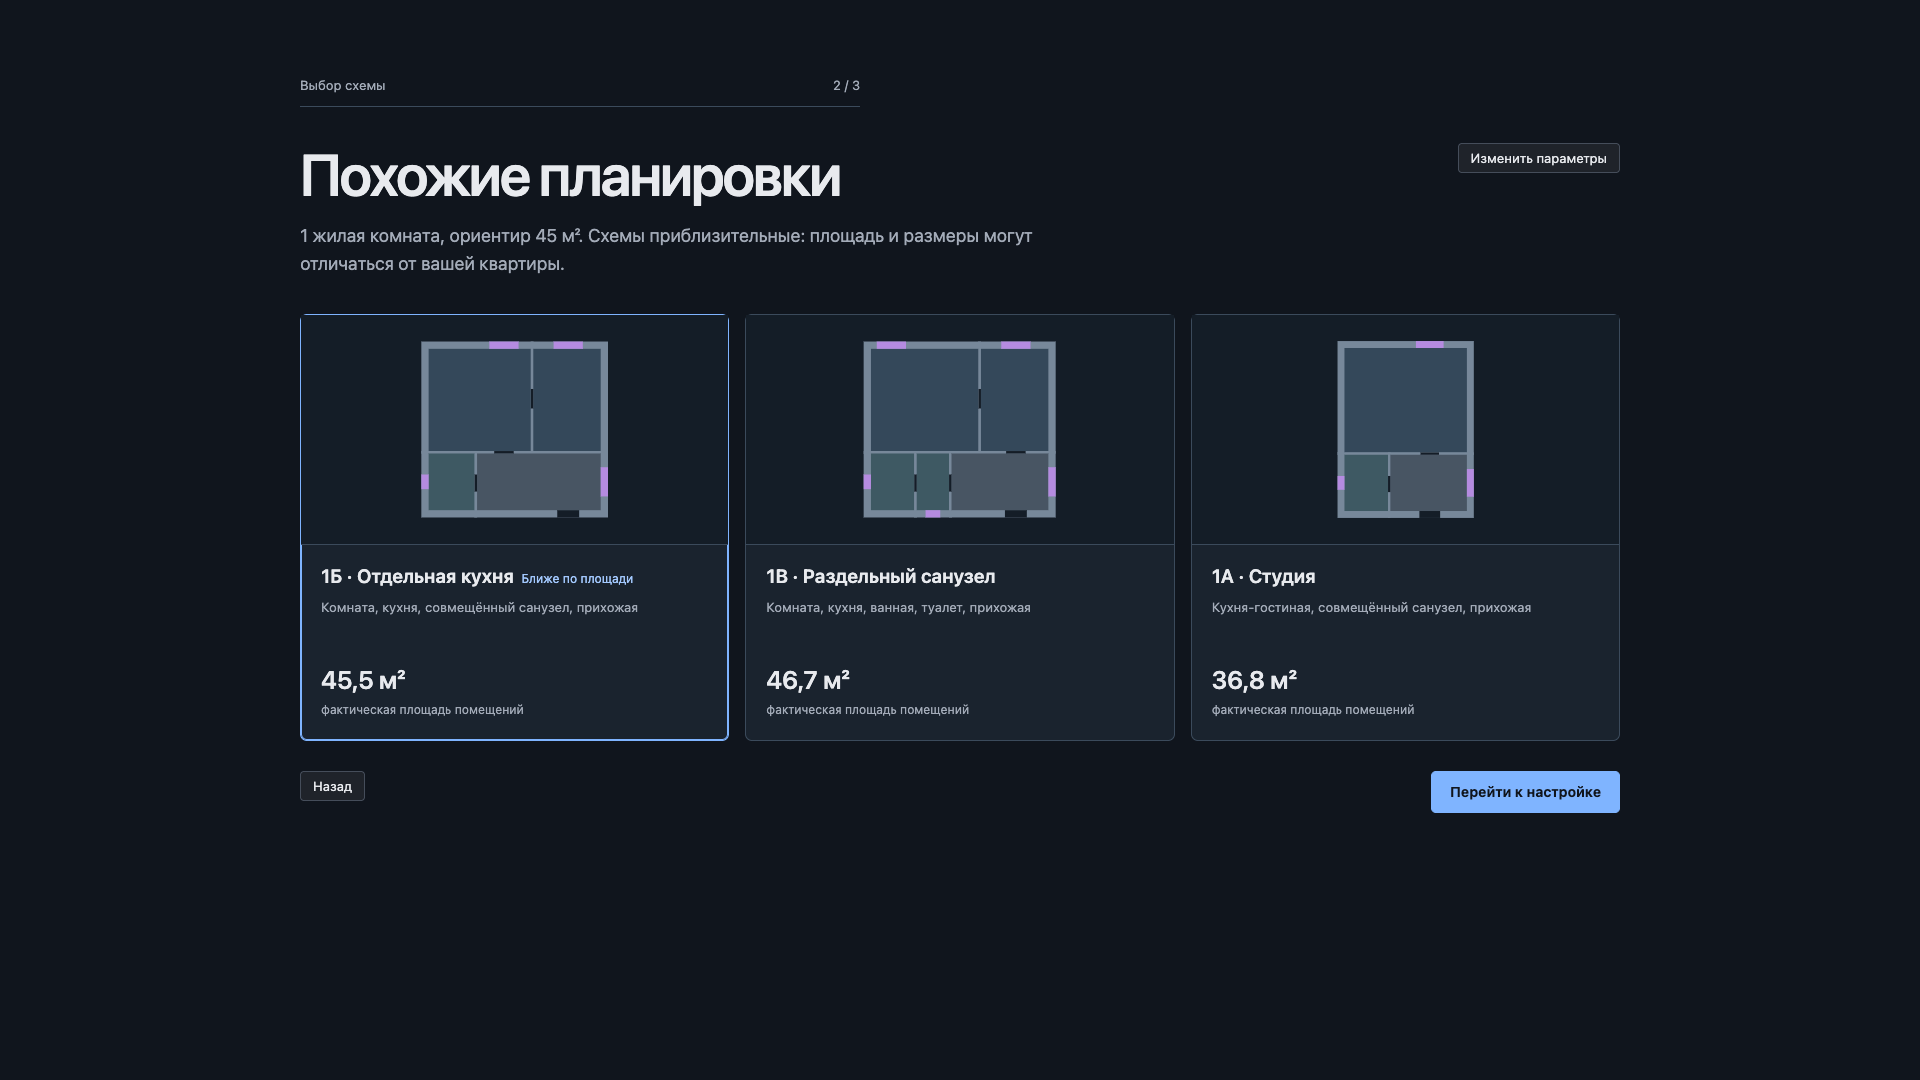 Выбор схемы
2 / 3
Похожие планировки
Изменить параметры
1 жилая комната, ориентир 45 м². Схемы приблизительные: площадь и размеры могут
отличаться от вашей квартиры.
1Б · Отдельная кухня Ближе по площади
Комната, кухня, совмещённый санузел, прихожая
45,5 м²
фактическая площадь помещений
1В · Раздельный санузел
Комната, кухня, ванная, туалет, прихожая
46,7 м²
фактическая площадь помещений
1А · Студия
Кухня-гостиная, совмещённый санузел, прихожая
36,8 м²
фактическая площадь помещений
Назад
Перейти к настройке